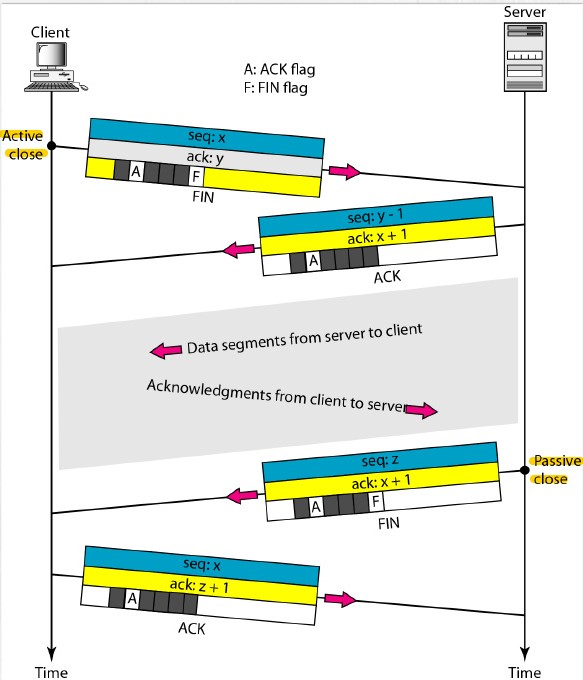 Client
Server
A: ACK flag
F: FIN flag
Active
close
seq: x
ack: y
A
F
FIN
seq: y - 1
ack: x + 1
A
ACK
Data segments from server to client
Acknowledgments from client to server
Passive
close
seq: z
ack: x + 1
A
F
FIN
seq: x
ack: z + 1
A
ACK
Time
Time